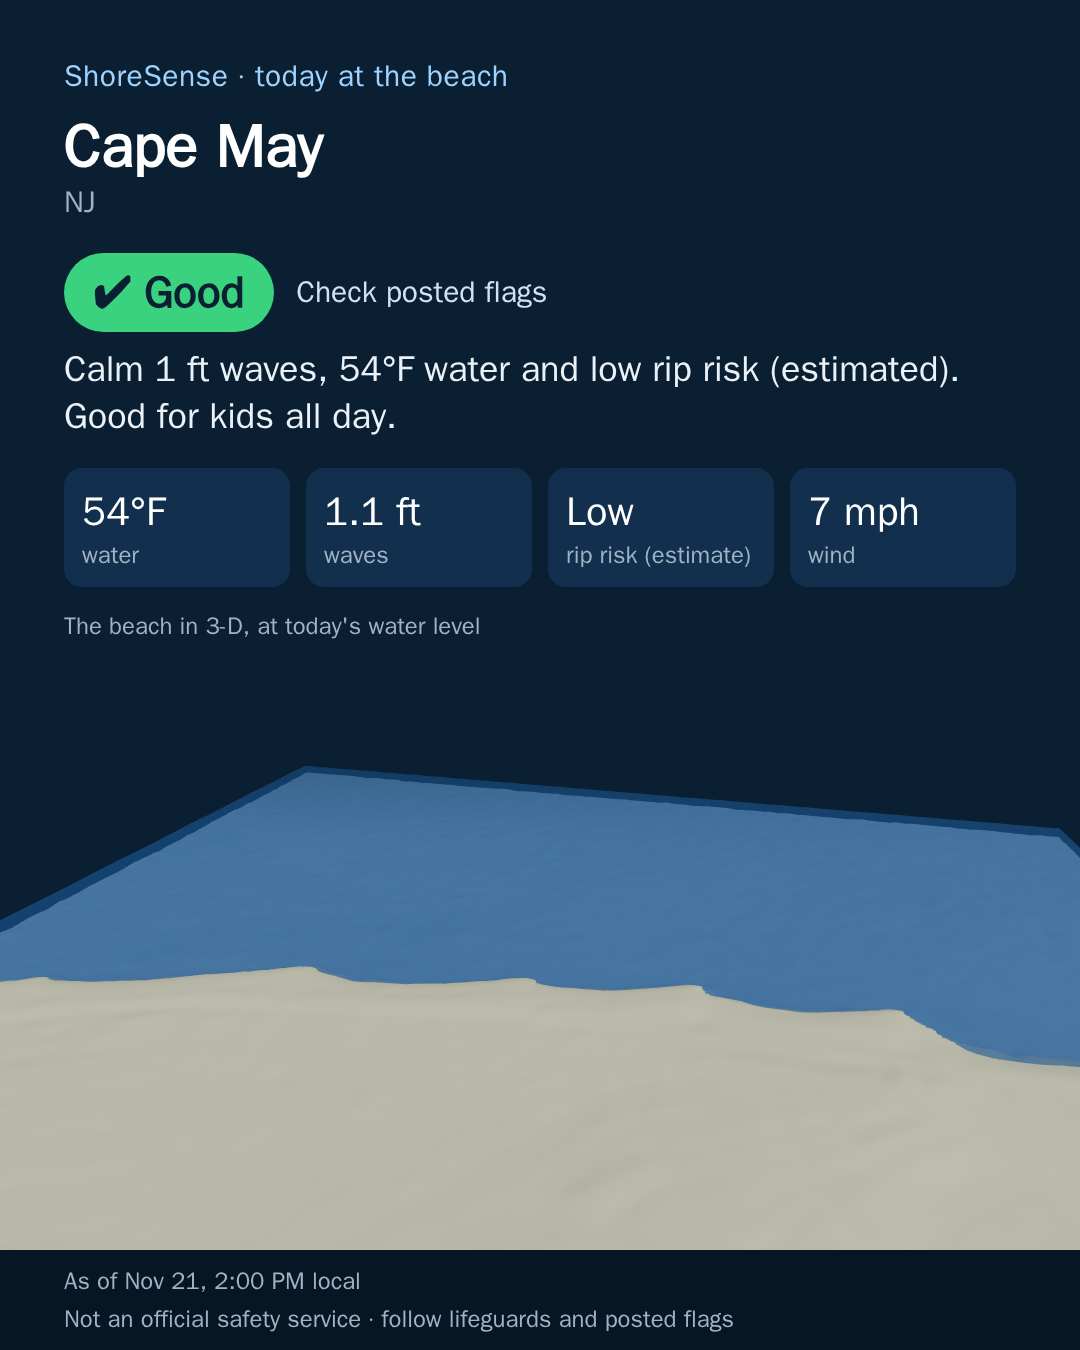 ShoreSense · today at the beach
Cape May
NJ
✔ Good
Check posted flags
Calm 1 ft waves, 54°F water and low rip risk (estimated).
Good for kids all day.
54°F
water
1.1 ft
waves
Low
rip risk (estimate)
7 mph
wind
The beach in 3-D, at today's water level
As of Nov 21, 2:00 PM local
Not an official safety service · follow lifeguards and posted flags